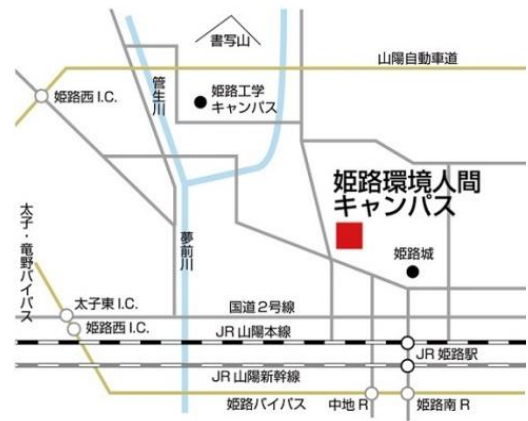 書写山
山陽自動車道
姫路西 I.C.
管生川
姫路工学
キャンパス
姫路環境人間
キャンパス
太子・竜野バイパス
夢前川
姫路城
太子東 I.C.
国道2号線
姫路西 I.C.
JR 山陽本線
JR 姫路駅
JR 山陽新幹線
姫路バイパス
中地 R
姫路南 R